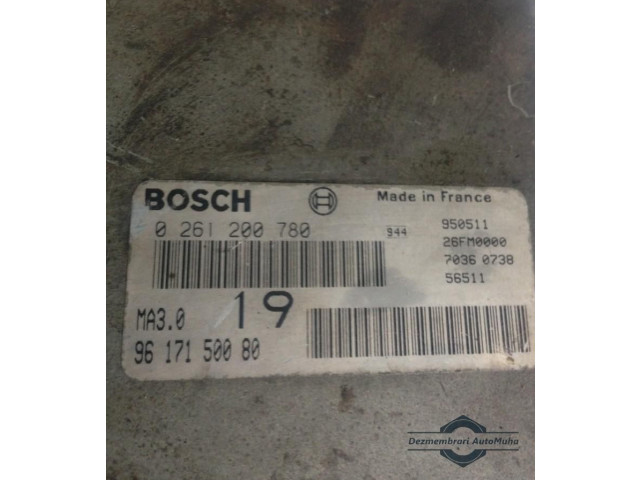 BOSCH
Made in France
0 261 200 780
944
950511
26FM0000
7036 0738
56511
MA3.0
19
96 171 500 80
Dezmembrari AutoMuha